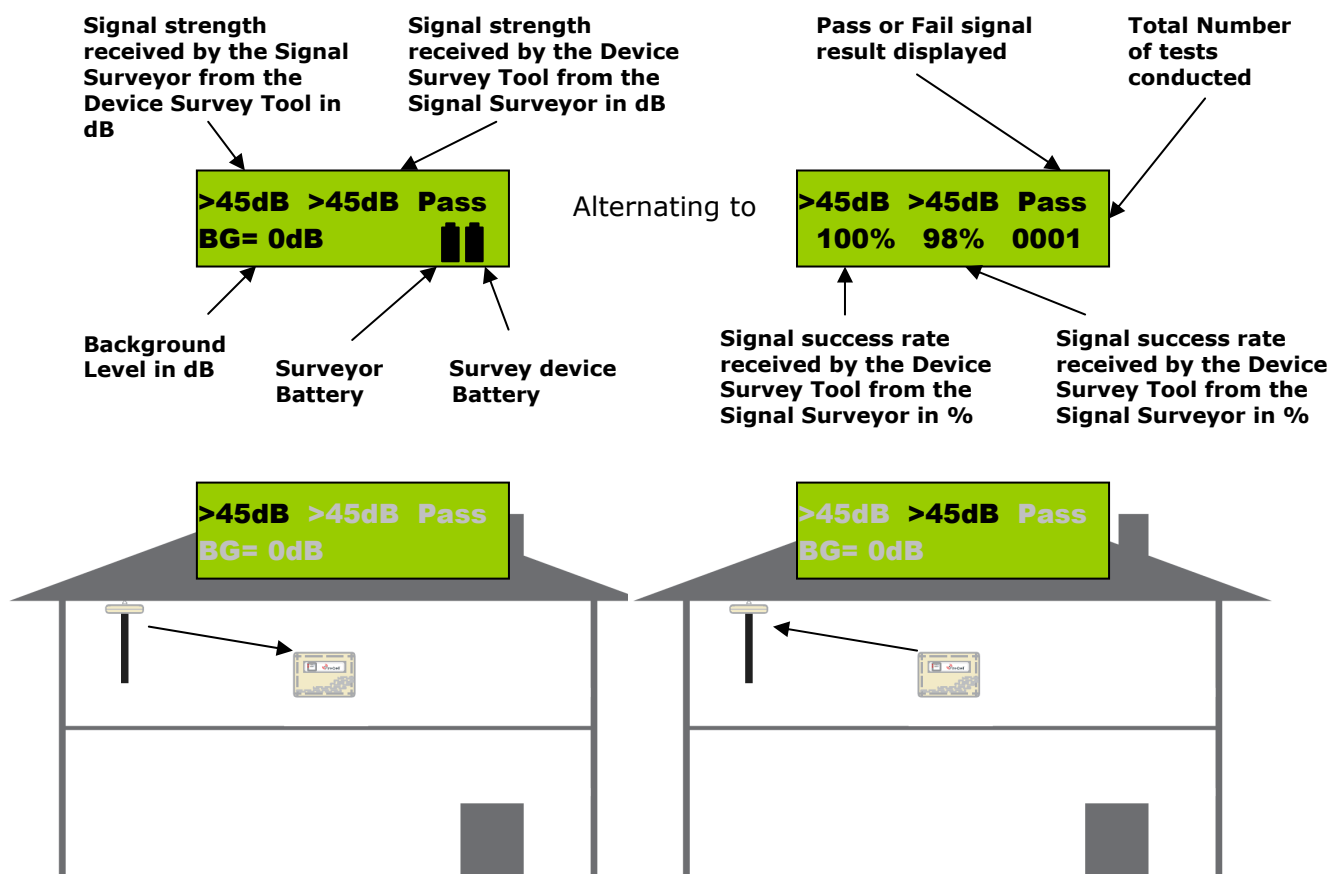 Signal strength
received by the Signal
Surveyor from the
Device Survey Tool in
dB
Signal strength
received by the Device
Survey Tool from the
Signal Surveyor in dB
Pass or Fail signal
result displayed
Total Number
of tests
conducted
>45dB >45dB Pass
BG= 0dB
Alternating to
>45dB >45dB Pass
100% 98% 0001
Background
Level in dB
Surveyor
Battery
Survey device
Battery
Signal success rate
received by the Device
Survey Tool from the
Signal Surveyor in %
Signal success rate
received by the Device
Survey Tool from the
Signal Surveyor in %
>45dB >45dB Pass
BG= 0dB
>45dB >45dB Pass
BG= 0dB